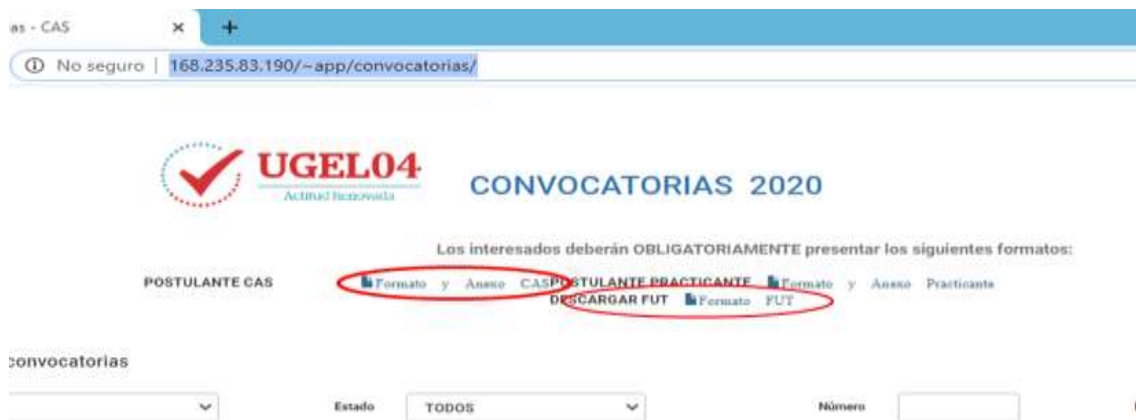 as - CAS
No seguro | 168.235.83.190/~app/convocatorias/
UGEL04
Actitud Renovada
CONVOCATORIAS 2020
Los interesados deberán OBLIGATORIAMENTE presentar los siguientes formatos:
POSTULANTE CAS Formato y Anexo CAS POSTULANTE PRACTICANTE Formato y Anexo Practicante
DESCARGAR FUT Formato FUT
convocatorias
Estado TODOS Número